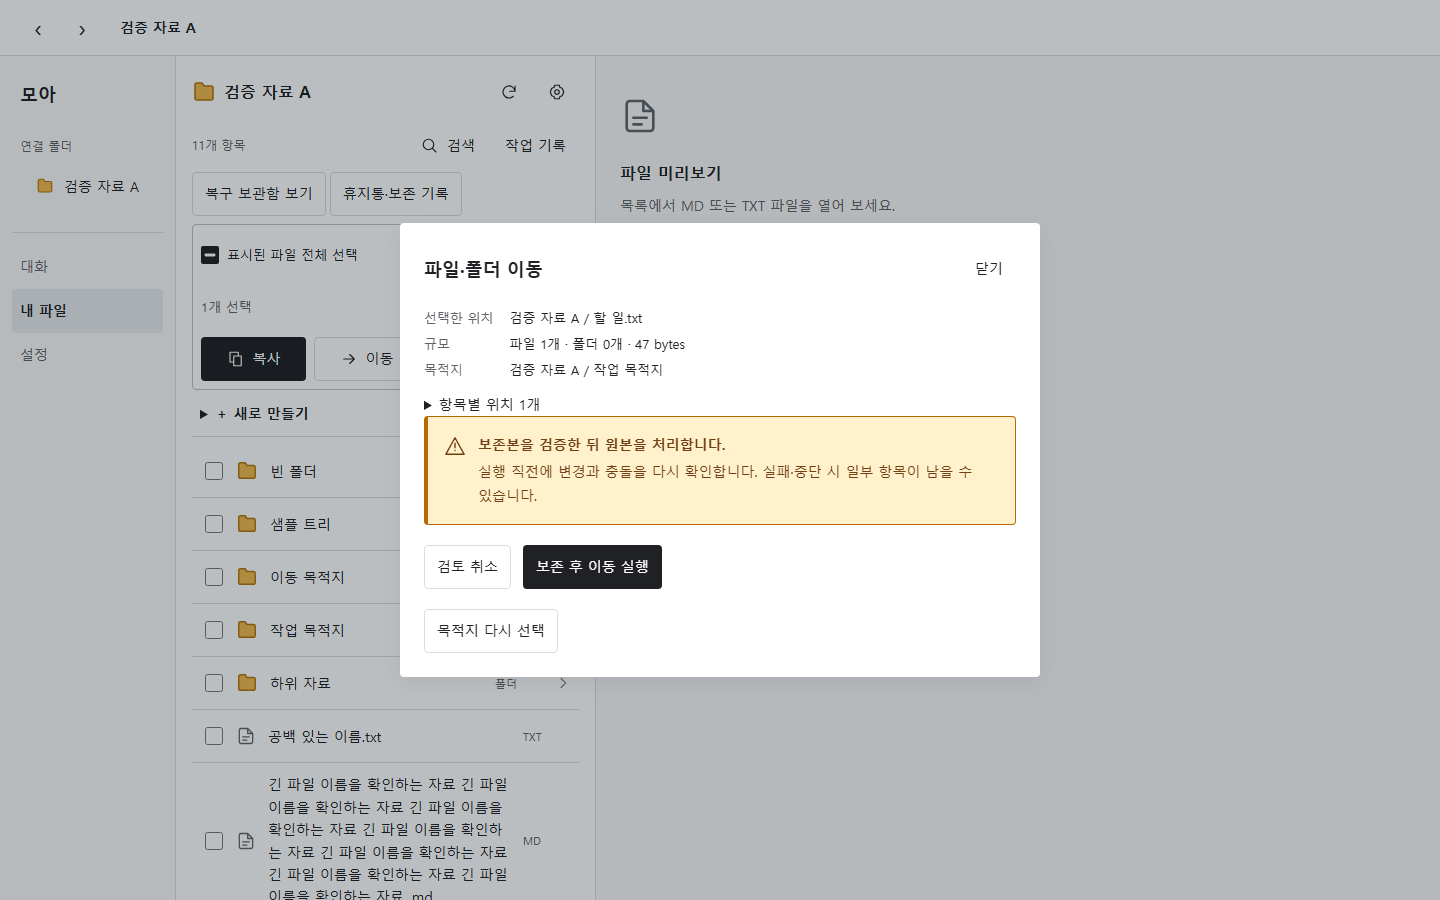 검증 자료 A
모아
연결 폴더
검증 자료 A
대화
내 파일
설정
검증 자료 A
11개 항목
검색
작업 기록
복구 보관함 보기
휴지통·보존 기록
표시된 파일 전체 선택
1개 선택
복사
이동
+ 새로 만들기
빈 폴더
샘플 트리
이동 목적지
작업 목적지
하위 자료
폴더
공백 있는 이름.txt
TXT
긴 파일 이름을 확인하는 자료 긴 파일
이름을 확인하는 자료 긴 파일 이름을
확인하는 자료 긴 파일 이름을 확인하
는 자료 긴 파일 이름을 확인하는 자료
긴 파일 이름을 확인하는 자료 긴 파일
이름을 확인하는 자료 .md
MD
파일 미리보기
목록에서 MD 또는 TXT 파일을 열어 보세요.
파일·폴더 이동
닫기
선택한 위치 검증 자료 A / 할 일.txt
규모 파일 1개 · 폴더 0개 · 47 bytes
목적지 검증 자료 A / 작업 목적지
항목별 위치 1개
보존본을 검증한 뒤 원본을 처리합니다.
실행 직전에 변경과 충돌을 다시 확인합니다. 실패·중단 시 일부 항목이 남을 수
있습니다.
검토 취소
보존 후 이동 실행
목적지 다시 선택